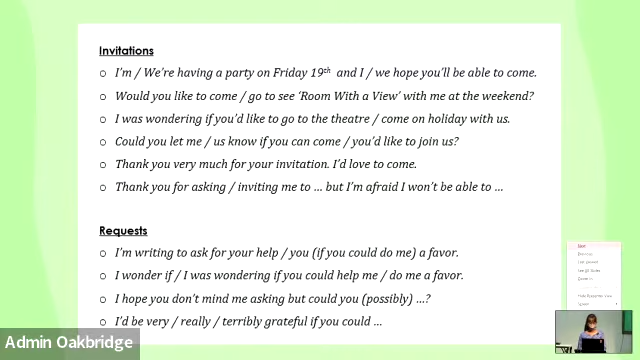 Invitations
o I'm / We're having a party on Friday 19th and I / we hope you'll be able to come.
o Would you like to come / go to see 'Room With a View' with me at the weekend?
o I was wondering if you'd like to go to the theatre / come on holiday with us.
o Could you let me / us know if you can come / you'd like to join us?
o Thank you very much for your invitation. I'd love to come.
o Thank you for asking / inviting me to ... but I'm afraid I won't be able to ...
Requests
o I'm writing to ask for your help / you (if you could do me) a favor.
o I wonder if / I was wondering if you could help me / do me a favor.
o I hope you don't mind me asking but could you (possibly) ...?
o I'd be very / really / terribly grateful if you could ...
Admin Oakbridge